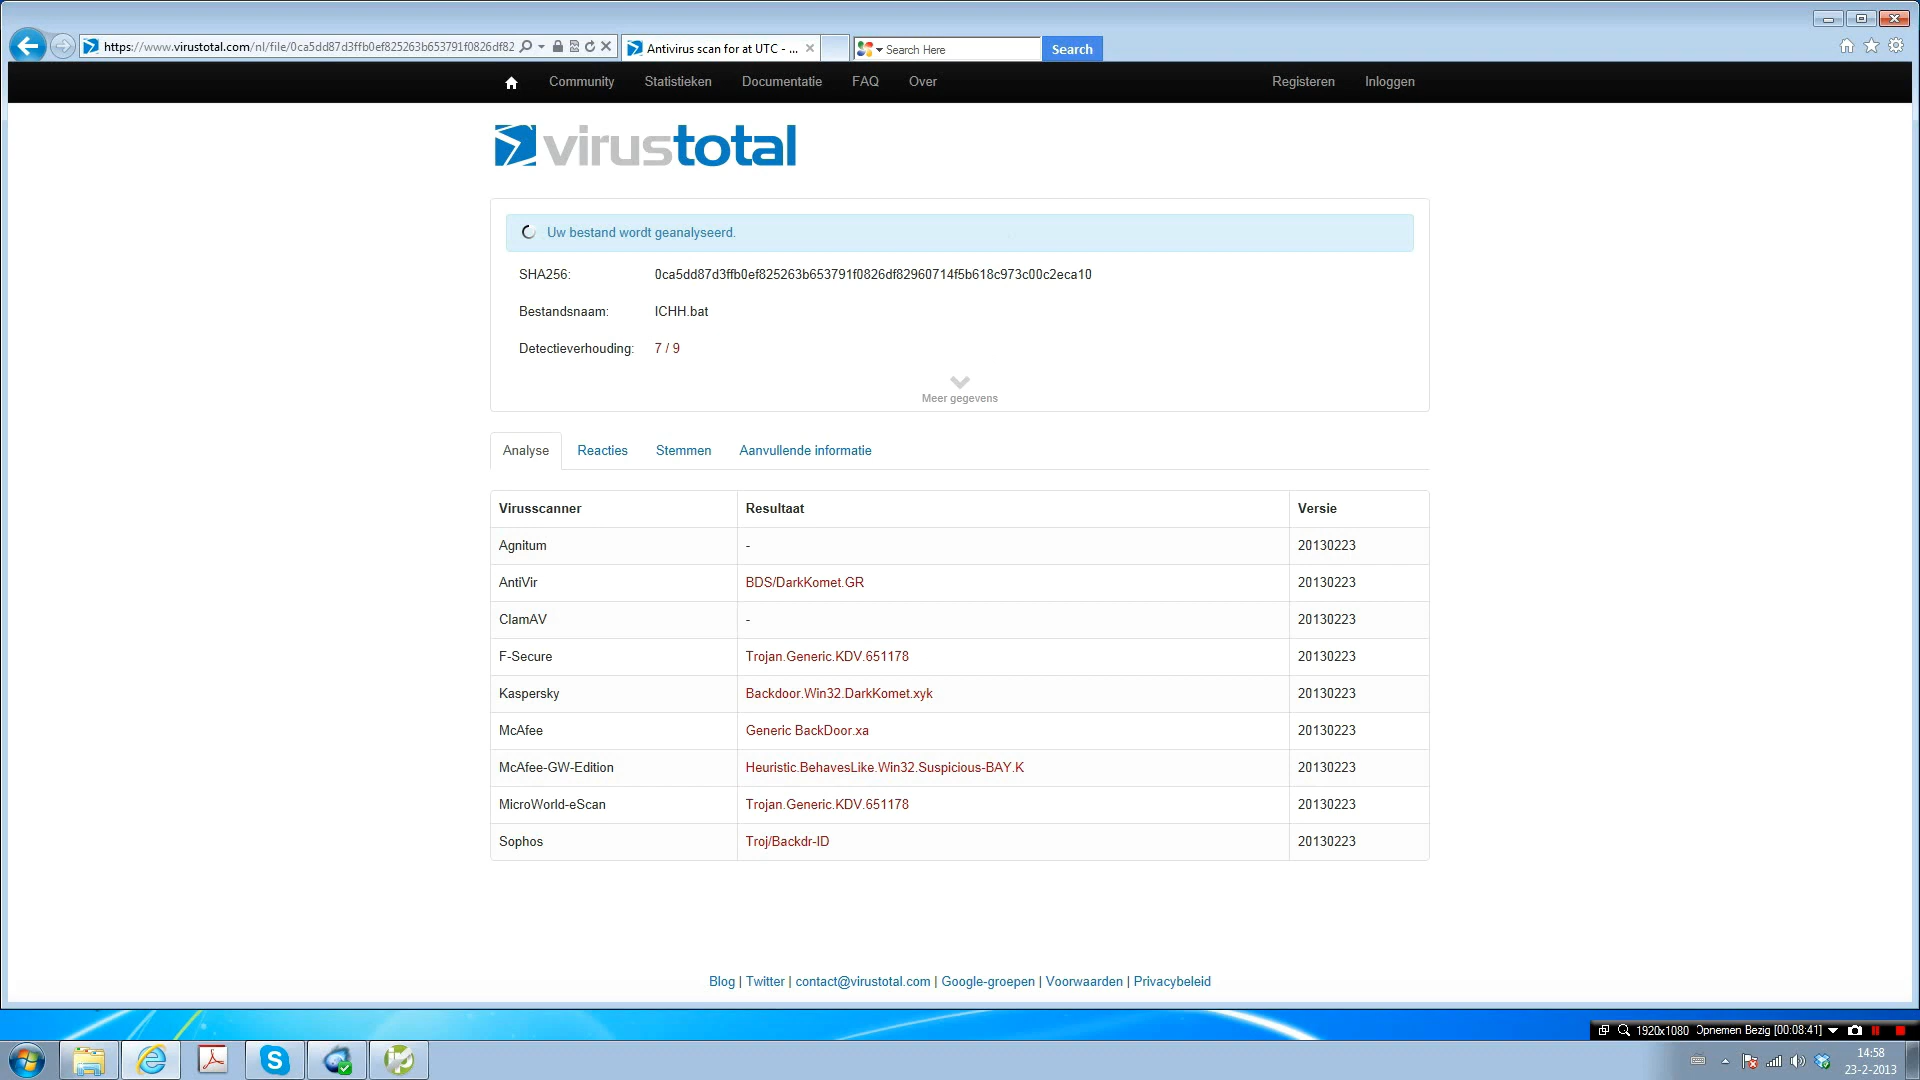 https://www.virustotal.com/nl/file/0ca5dd87d3ffb0ef825263b653791f0826df82
Antivirus scan for at UTC - ...
Search Here
Search
Community
Statistieken
Documentatie
FAQ
Over
Registeren
Inloggen
virustotal
Uw bestand wordt geanalyseerd.
SHA256: 0ca5dd87d3ffb0ef825263b653791f0826df82960714f5b618c973c00c2eca10
Bestandsnaam: ICHH.bat
Detectieverhouding: 7 / 9
Meer gegevens
Analyse
Reacties
Stemmen
Aanvullende informatie
Virusscanner Resultaat Versie
Agnitum - 20130223
AntiVir BDS/DarkKomet.GR 20130223
ClamAV - 20130223
F-Secure Trojan.Generic.KDV.651178 20130223
Kaspersky Backdoor.Win32.DarkKomet.xyk 20130223
McAfee Generic BackDoor.xa 20130223
McAfee-GW-Edition Heuristic.BehavesLike.Win32.Suspicious-BAY.K 20130223
MicroWorld-eScan Trojan.Generic.KDV.651178 20130223
Sophos Troj/Backdr-ID 20130223
Blog | Twitter | contact@virustotal.com | Google-groepen | Voorwaarden | Privacybeleid
1920x1080 Opnemen Bezig [00:08:41]
14:58
23-2-2013